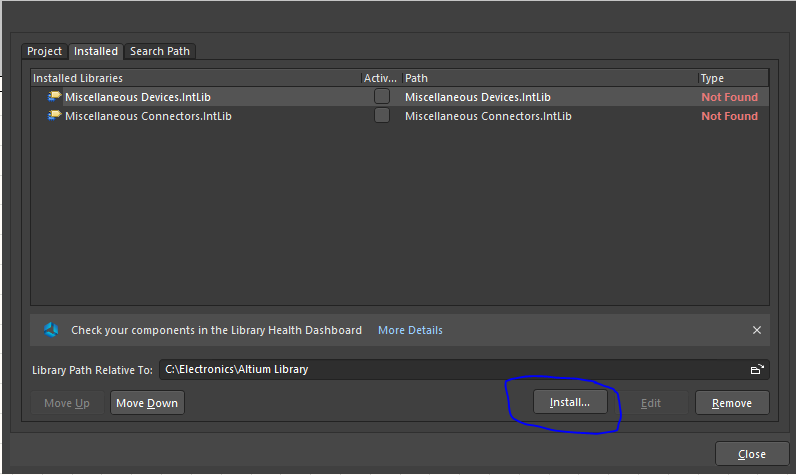 Project Installed Search Path
Installed Libraries Activ... Path Type
Miscellaneous Devices.IntLib Miscellaneous Devices.IntLib Not Found
Miscellaneous Connectors.IntLib Miscellaneous Connectors.IntLib Not Found
Check your components in the Library Health Dashboard More Details
Library Path Relative To: C:\Electronics\Altium Library
Move Up Move Down Install... Edit Remove
Close